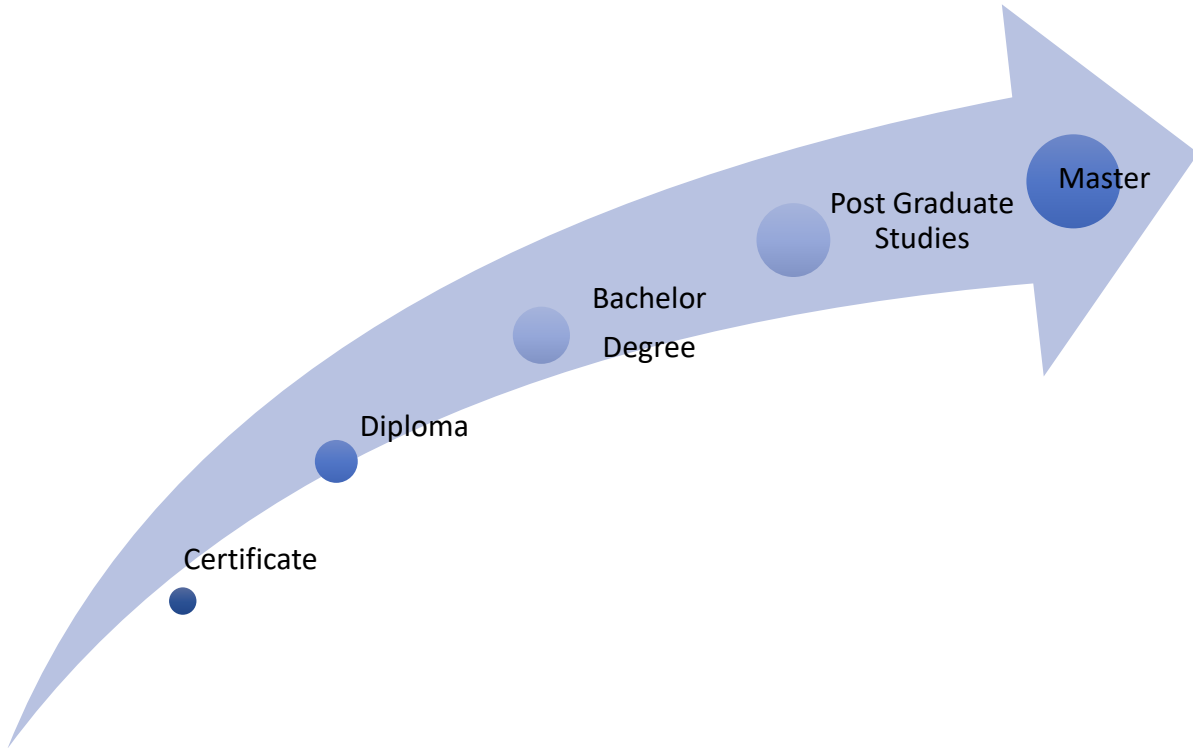 Certificate
Diploma
Bachelor
Degree
Post Graduate
Studies
Master